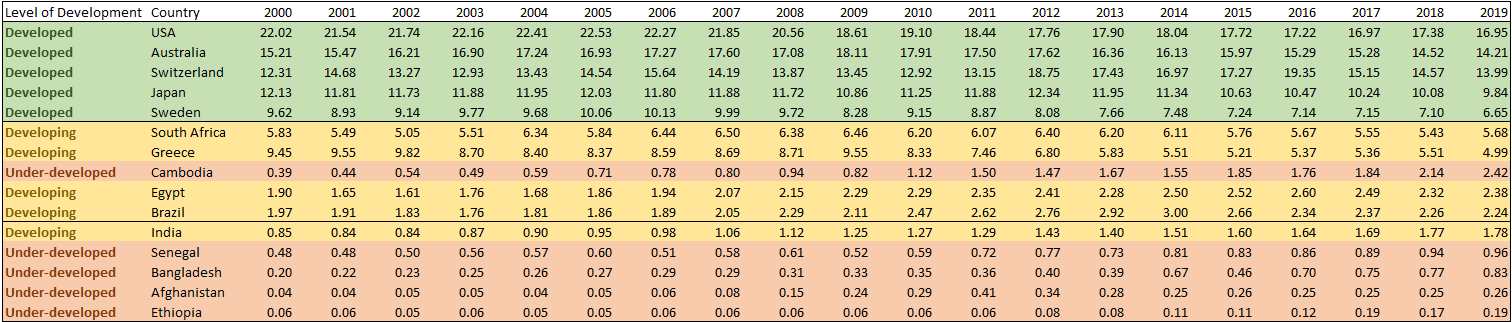 Level of Development Country 2000 2001 2002 2003 2004 2005 2006 2007 2008 2009 2010 2011 2012 2013 2014 2015 2016 2017 2018 2019
Developed USA 22.02 21.54 21.74 22.16 22.41 22.53 22.27 21.85 20.56 18.61 19.10 18.44 17.76 17.90 18.04 17.72 17.22 16.97 17.38 16.95
Developed Australia 15.21 15.47 16.21 16.90 17.24 16.93 17.27 17.60 17.08 18.11 17.91 17.50 17.62 16.36 16.13 15.97 15.29 15.28 14.52 14.21
Developed Switzerland 12.31 14.68 13.27 12.93 13.43 14.54 15.64 14.19 13.87 13.45 12.92 13.15 18.75 17.43 16.97 17.27 19.35 15.15 14.57 13.99
Developed Japan 12.13 11.81 11.73 11.88 11.95 12.03 11.80 11.88 11.72 10.86 11.25 11.88 12.34 11.95 11.34 10.63 10.47 10.24 10.08 9.84
Developed Sweden 9.62 8.93 9.14 9.77 9.68 10.06 10.13 9.99 9.72 8.28 9.15 8.87 8.08 7.66 7.48 7.24 7.14 7.15 7.10 6.65
Developing South Africa 5.83 5.49 5.05 5.51 6.34 5.84 6.44 6.50 6.38 6.46 6.20 6.07 6.40 6.20 6.11 5.76 5.67 5.55 5.43 5.68
Developing Greece 9.45 9.55 9.82 8.70 8.40 8.37 8.59 8.69 8.71 9.55 8.33 7.46 6.80 5.83 5.51 5.21 5.37 5.36 5.51 4.99
Under-developed Cambodia 0.39 0.44 0.54 0.49 0.59 0.71 0.78 0.80 0.94 0.82 1.12 1.50 1.47 1.67 1.55 1.85 1.76 1.84 2.14 2.42
Developing Egypt 1.90 1.65 1.61 1.76 1.68 1.86 1.94 2.07 2.15 2.29 2.29 2.35 2.41 2.28 2.50 2.52 2.60 2.49 2.32 2.38
Developing Brazil 1.97 1.91 1.83 1.76 1.81 1.86 1.89 2.05 2.29 2.11 2.47 2.62 2.76 2.92 3.00 2.66 2.34 2.37 2.26 2.24
Developing India 0.85 0.84 0.84 0.87 0.90 0.95 0.98 1.06 1.12 1.25 1.27 1.29 1.43 1.40 1.51 1.60 1.64 1.69 1.77 1.78
Under-developed Senegal 0.48 0.48 0.50 0.56 0.57 0.60 0.51 0.58 0.61 0.52 0.59 0.72 0.77 0.73 0.81 0.83 0.86 0.89 0.94 0.96
Under-developed Bangladesh 0.20 0.22 0.23 0.25 0.26 0.27 0.29 0.29 0.31 0.33 0.35 0.36 0.40 0.39 0.67 0.46 0.70 0.75 0.77 0.83
Under-developed Afghanistan 0.04 0.04 0.05 0.05 0.04 0.05 0.06 0.08 0.15 0.24 0.29 0.41 0.34 0.28 0.25 0.26 0.25 0.25 0.25 0.26
Under-developed Ethiopia 0.06 0.06 0.05 0.06 0.06 0.05 0.06 0.06 0.06 0.06 0.06 0.06 0.08 0.08 0.11 0.11 0.12 0.19 0.17 0.19